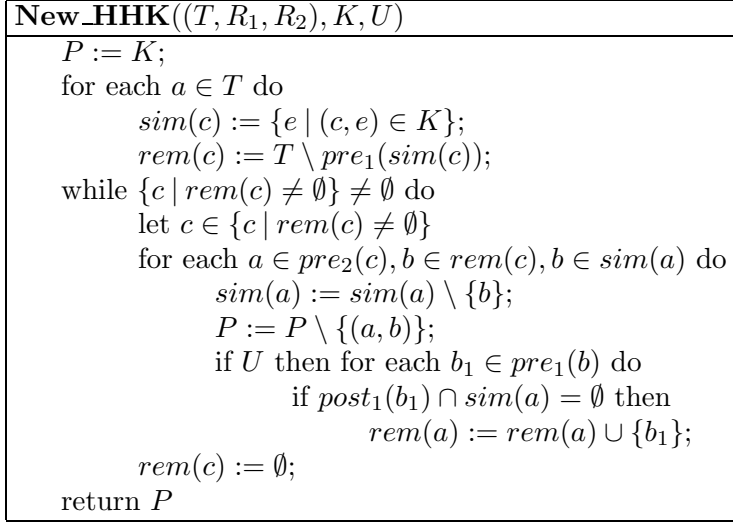 New_HHK((T, R₁, R₂), K, U)
P := K;
for each a ∈ T do
sim(c) := {e | (c, e) ∈ K};
rem(c) := T \ pre₁(sim(c));
while {c | rem(c) ≠ ∅} ≠ ∅ do
let c ∈ {c | rem(c) ≠ ∅}
for each a ∈ pre₂(c), b ∈ rem(c), b ∈ sim(a) do
sim(a) := sim(a) \ {b};
P := P \ {(a, b)};
if U then for each b₁ ∈ pre₁(b) do
if post₁(b₁) ∩ sim(a) = ∅ then
rem(a) := rem(a) ∪ {b₁};
rem(c) := ∅;
return P